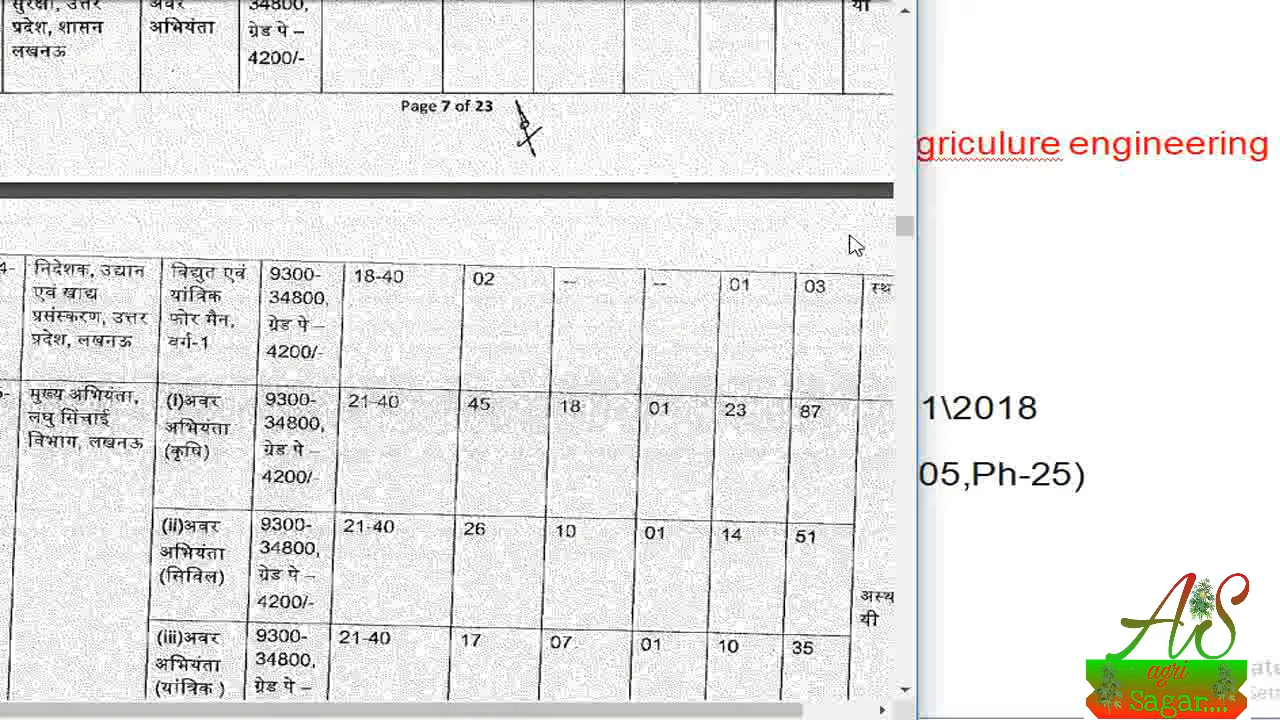 सुरक्षा, उत्तर
प्रदेश, शासन
लखनऊ
अवर
अभियंता
34800,
ग्रेड पे –
4200/-
यी
Page 7 of 23
4-
निदेशक, उद्यान
एवं खाद्य
प्रसंस्करण, उत्तर
प्रदेश, लखनऊ
विद्युत एवं
यांत्रिक
फोर मैन,
वर्ग-1
9300-
34800,
ग्रेड पे –
4200/-
18-40
02
--
--
01
03
स्थ
मुख्य अभियंता,
लघु सिंचाई
विभाग, लखनऊ
(i)अवर
अभियंता
(कृषि)
9300-
34800,
ग्रेड पे –
4200/-
21-40
45
18
01
23
87
(ii)अवर
अभियंता
(सिविल)
9300-
34800,
ग्रेड पे –
4200/-
21-40
26
10
01
14
51
अस्थ
यी
(iii)अवर
अभियंता
(यांत्रिक )
9300-
34800,
ग्रेड पे –
21-40
17
07
01
10
35
griculure engineering
1\2018
05,Ph-25)
AS
agri
Sagar....